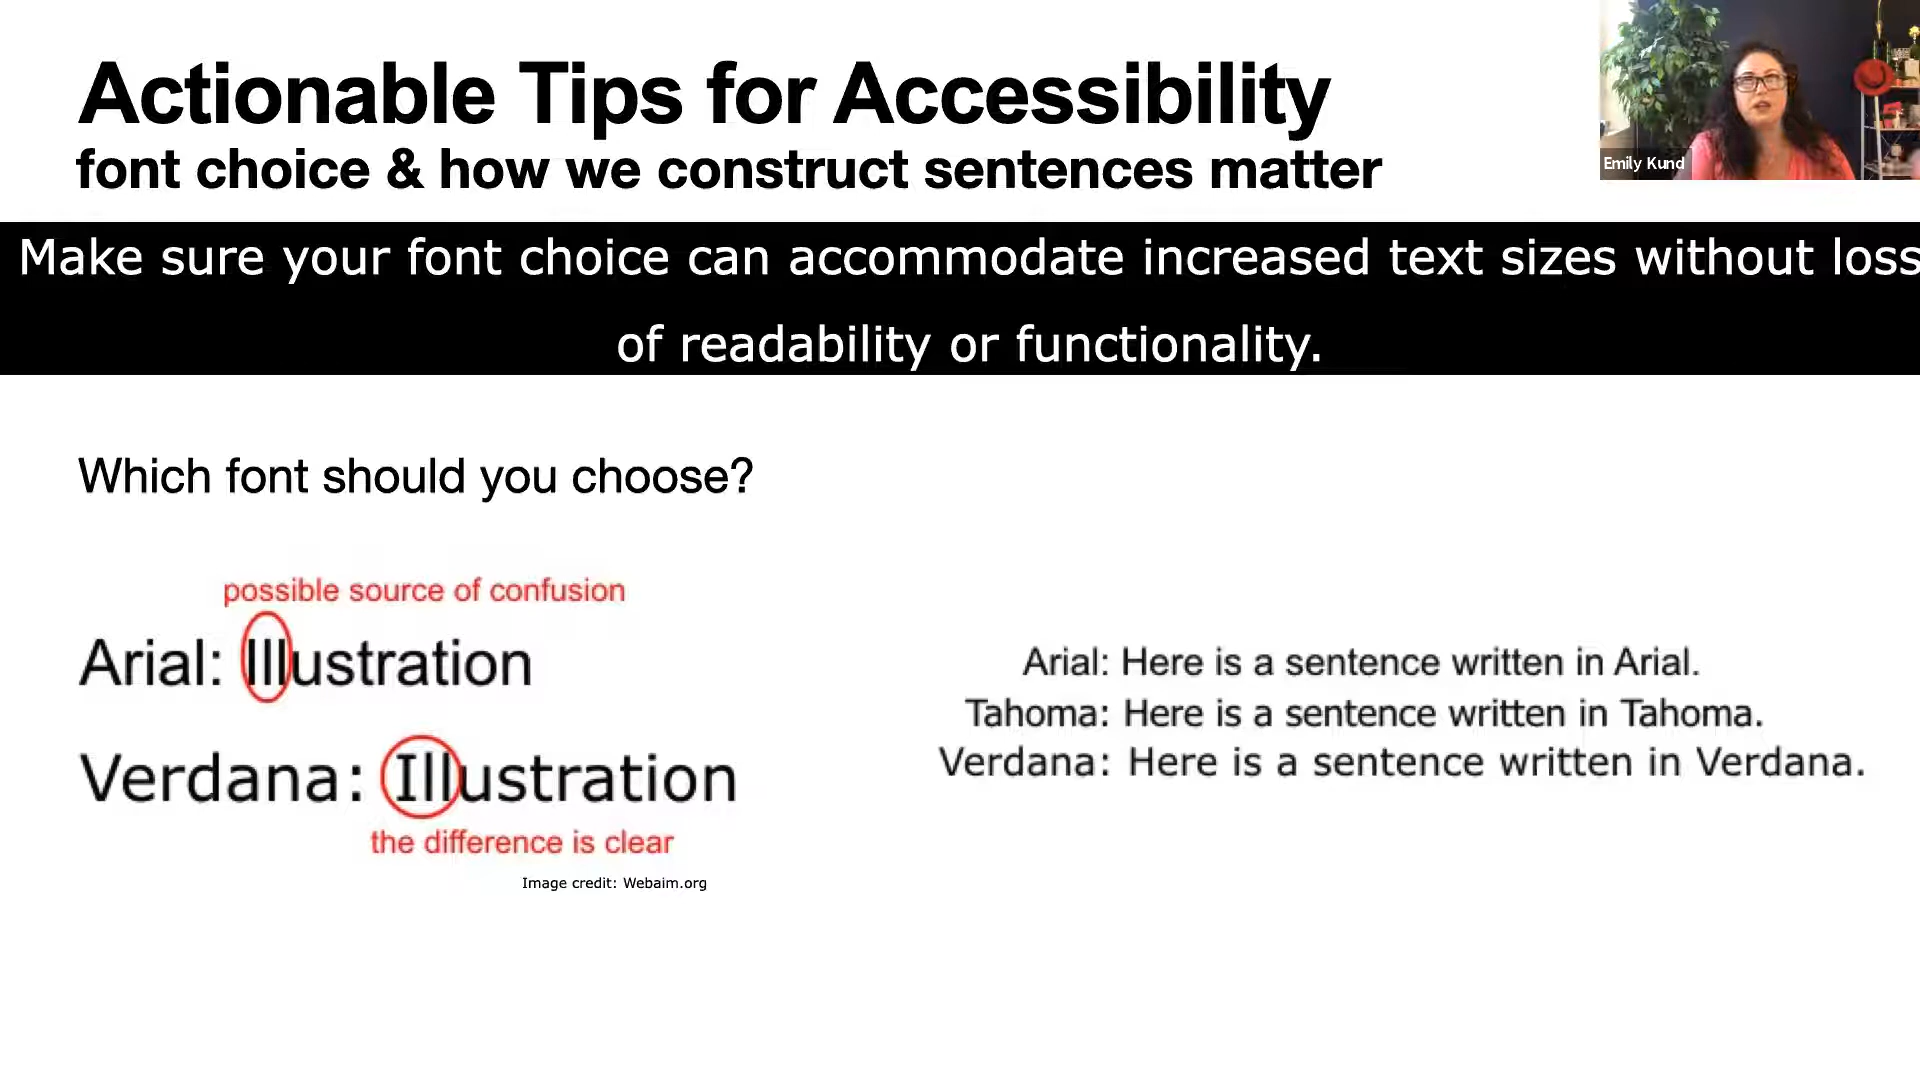 Actionable Tips for Accessibility
font choice & how we construct sentences matter
Emily Kund
Make sure your font choice can accommodate increased text sizes without loss
of readability or functionality.
Which font should you choose?
possible source of confusion
Arial: Illustration
Verdana: Illustration
the difference is clear
Image credit: Webaim.org
Arial: Here is a sentence written in Arial.
Tahoma: Here is a sentence written in Tahoma.
Verdana: Here is a sentence written in Verdana.